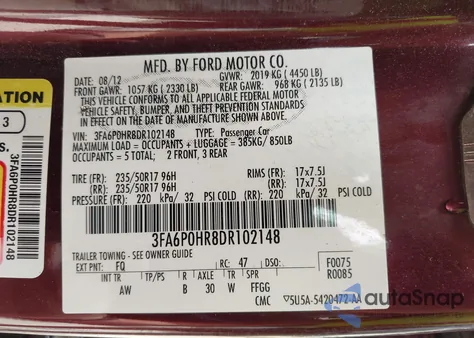 MFD. BY FORD MOTOR CO.
08/12 GVWR: 2019 KG ( 4450 LB)
FRONT GAWR: 1057 KG ( 2330 LB) REAR GAWR: 968 KG ( 2135 LB)
THIS VEHICLE CONFORMS TO ALL APPLICABLE FEDERAL MOTOR
VEHICLE SAFETY, BUMPER, AND THEFT PREVENTION STANDARDS
IN EFFECT ON THE DATE OF MANUFACTURE SHOWN ABOVE.
VIN: 3FA6P0HR8DR102148 TYPE: Passenger Car
MAXIMUM LOAD = OCCUPANTS + LUGGAGE = 385KG/ 850LB
OCCUPANTS = 5 TOTAL; 2 FRONT, 3 REAR
TIRE (FR): 235/50R17 96H RIMS (FR): 17x7.5J
(RR): 235/50R17 96H (RR): 17x7.5J
PRESSURE (FR): 220 kPa/ 32 PSI COLD (RR): 220 kPa/ 32 PSI COLD
3FA6P0HR8DR102148
TRAILER TOWING - SEE OWNER GUIDE
EXT PNT: FQ RC: 47 DSO: F0075
R0085
INT TR TP/PS R AXLE TR SPR
AW B 30 W FFGG
CMC 5U5A-5420472-AA
ATION
3
S.
3FA6P0HR8DR102148
autoSnap